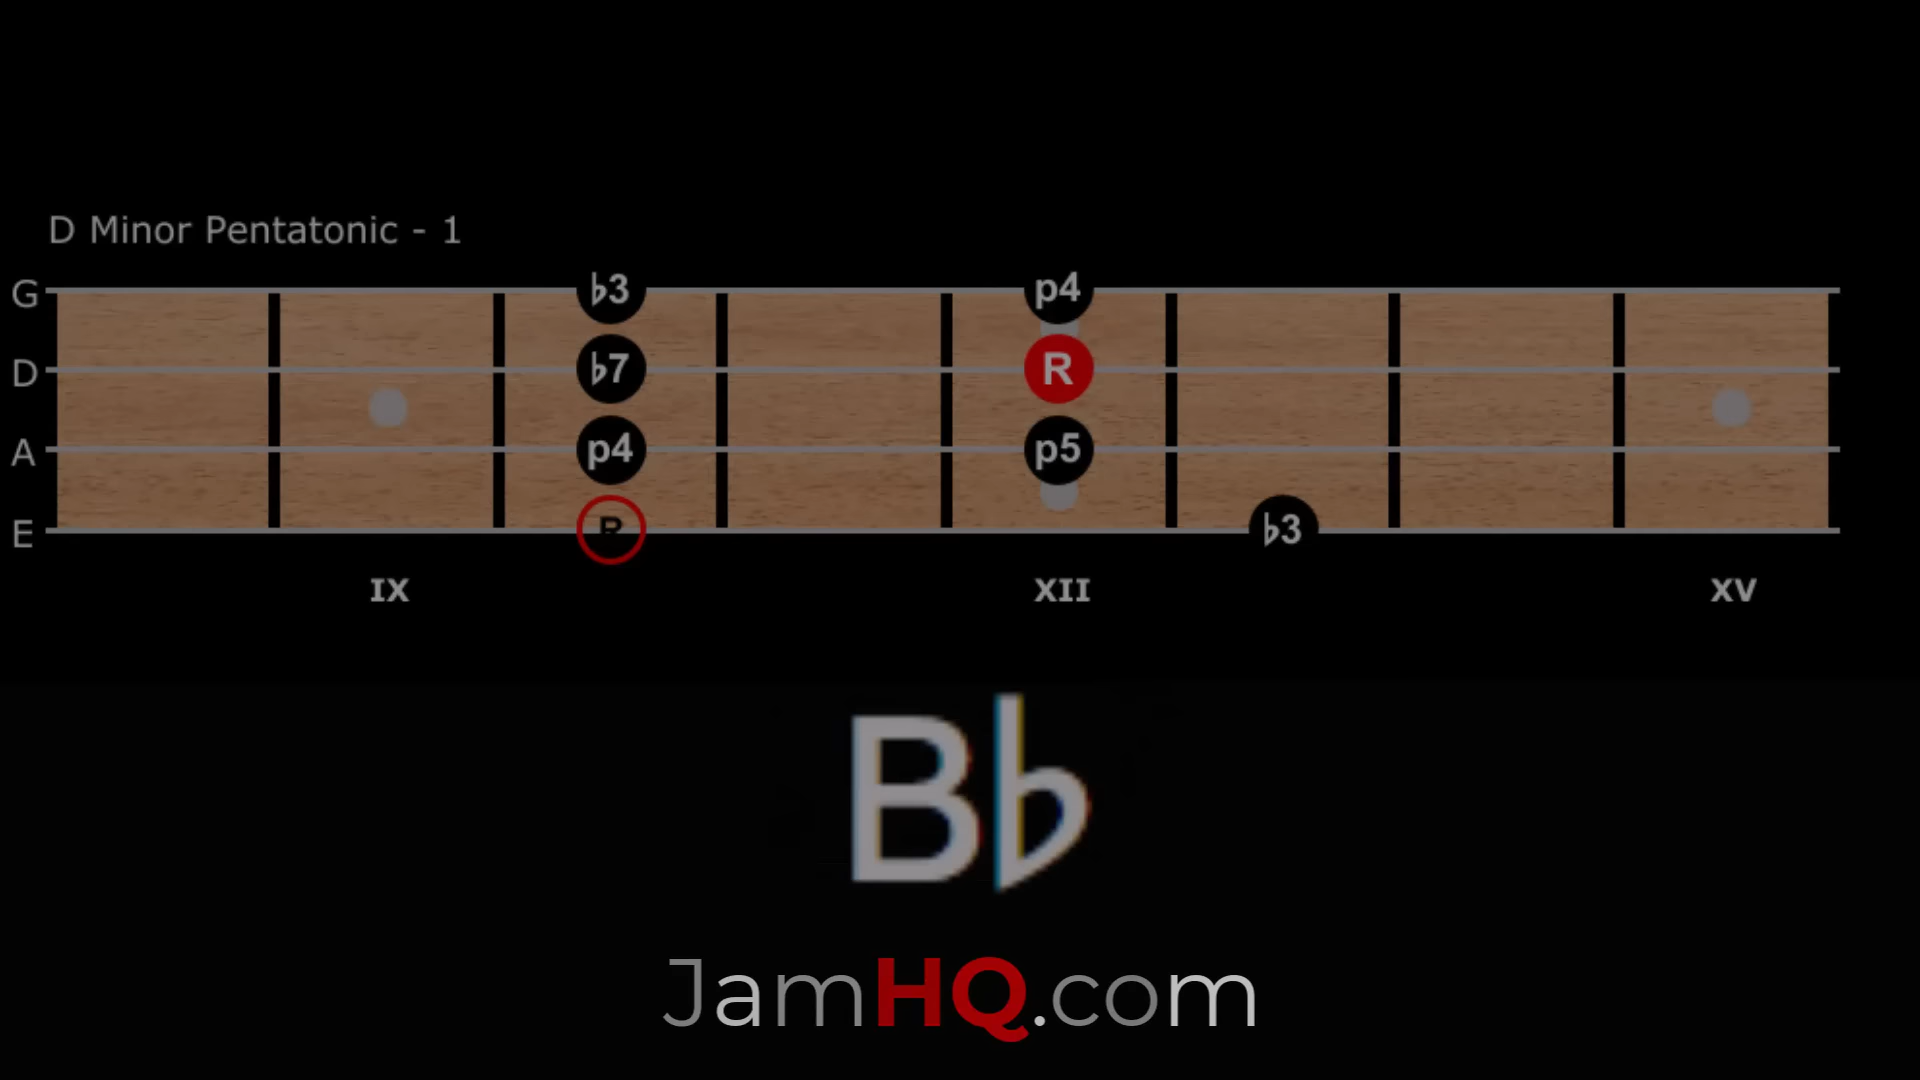 D Minor Pentatonic - 1
G ♭3 p4
D ♭7 R
A p4 p5
E R ♭3
IX XII XV
B♭
JamHQ.com